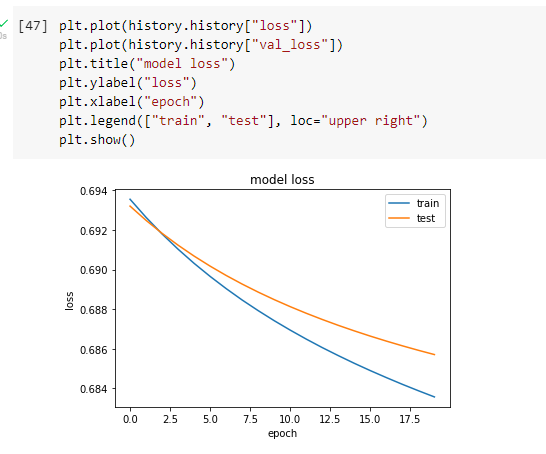 [47] plt.plot(history.history["loss"])
plt.plot(history.history["val_loss"])
plt.title("model loss")
plt.ylabel("loss")
plt.xlabel("epoch")
plt.legend(["train", "test"], loc="upper right")
plt.show()
model loss
train
test
0.694
0.692
0.690
0.688
0.686
0.684
loss
0.0 2.5 5.0 7.5 10.0 12.5 15.0 17.5
epoch